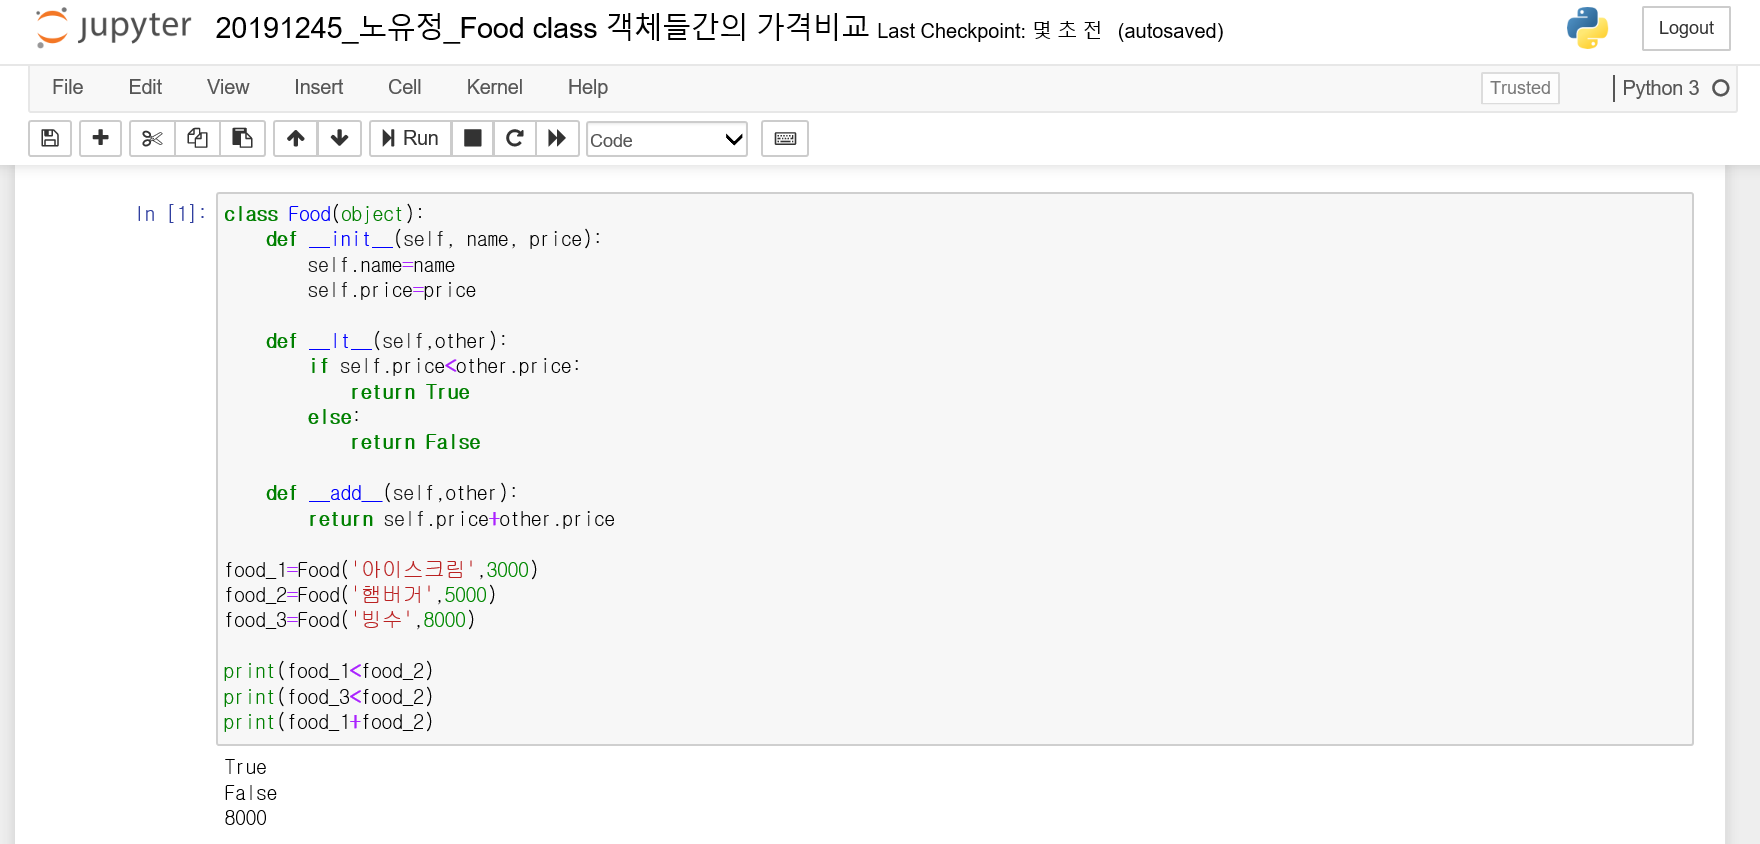 jupyter 20191245_노유정_Food class 객체들간의 가격비교 Last Checkpoint: 몇 초 전 (autosaved)
Logout
File Edit View Insert Cell Kernel Help
Trusted
Python 3
Run
Code
In [1]:
class Food(object):
    def __init__(self, name, price):
        self.name=name
        self.price=price

    def __lt__(self,other):
        if self.price<other.price:
            return True
        else:
            return False

    def __add__(self,other):
        return self.price+other.price

food_1=Food('아이스크림',3000)
food_2=Food('햄버거',5000)
food_3=Food('빙수',8000)

print(food_1<food_2)
print(food_3<food_2)
print(food_1+food_2)
True
False
8000